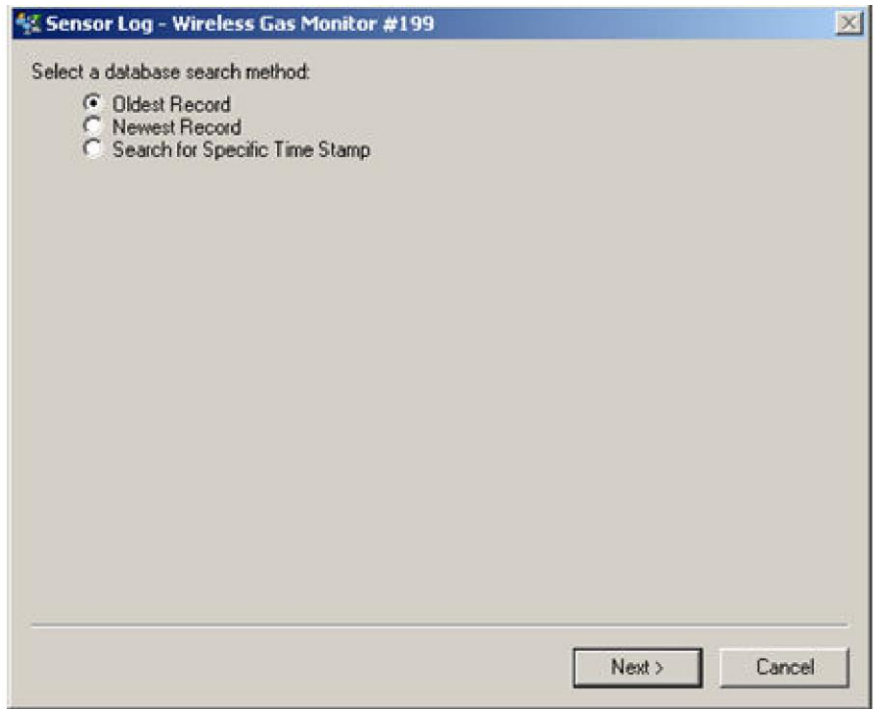 Sensor Log - Wireless Gas Monitor #199
Select a database search method:
Oldest Record
Newest Record
Search for Specific Time Stamp
Next >
Cancel